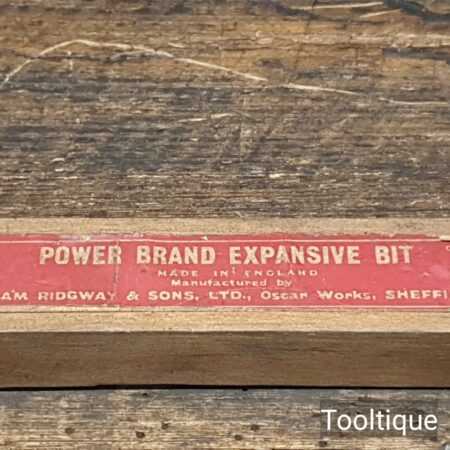 POWER BRAND EXPANSIVE BIT
MADE IN ENGLAND
Manufactured by
AM RIDGWAY & SONS, LTD., Oscar Works, SHEFFI
Tooltique